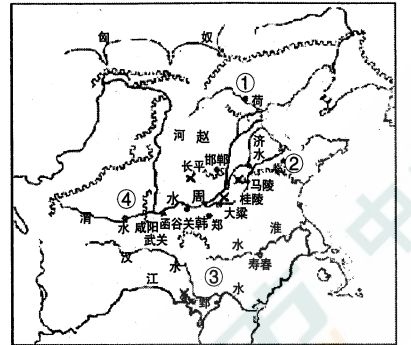 匈 奴
①
蓟
河 赵
济
水
邯郸
长平
②
马陵
桂陵
大梁
④
水 周
渭 水
咸阳 函谷关 韩 郑
武关
淮
水
汉 水
寿春
江
③
郢
水